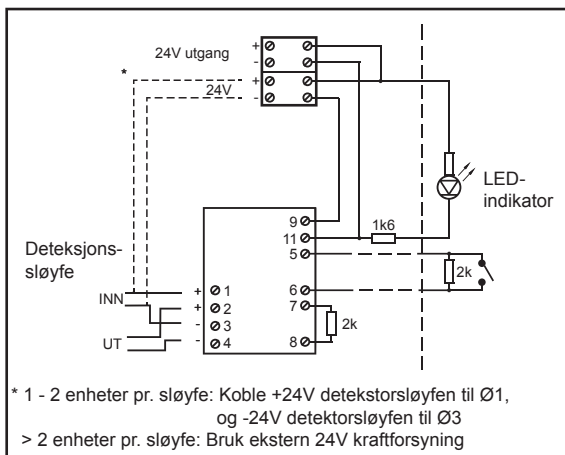 24V utgang
+
-
*
+
24V
-
9
11
1k6
LED-
indikator
5
2k
Deteksjons-
sløyfe
INN
+ 1
+ 2
- 3
UT
- 4
6
7
2k
8
* 1 - 2 enheter pr. sløyfe: Koble +24V detekstorsløyfen til Ø1,
og -24V detektorsløyfen til Ø3
> 2 enheter pr. sløyfe: Bruk ekstern 24V kraftforsyning